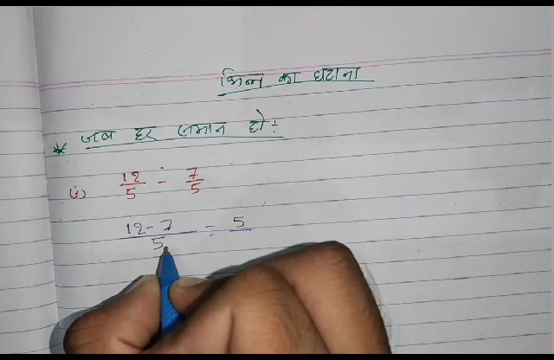 भिन्न का घटाना
* जब हर समान हो:-
(i) 12/5 - 7/5
12-7/5 = 5